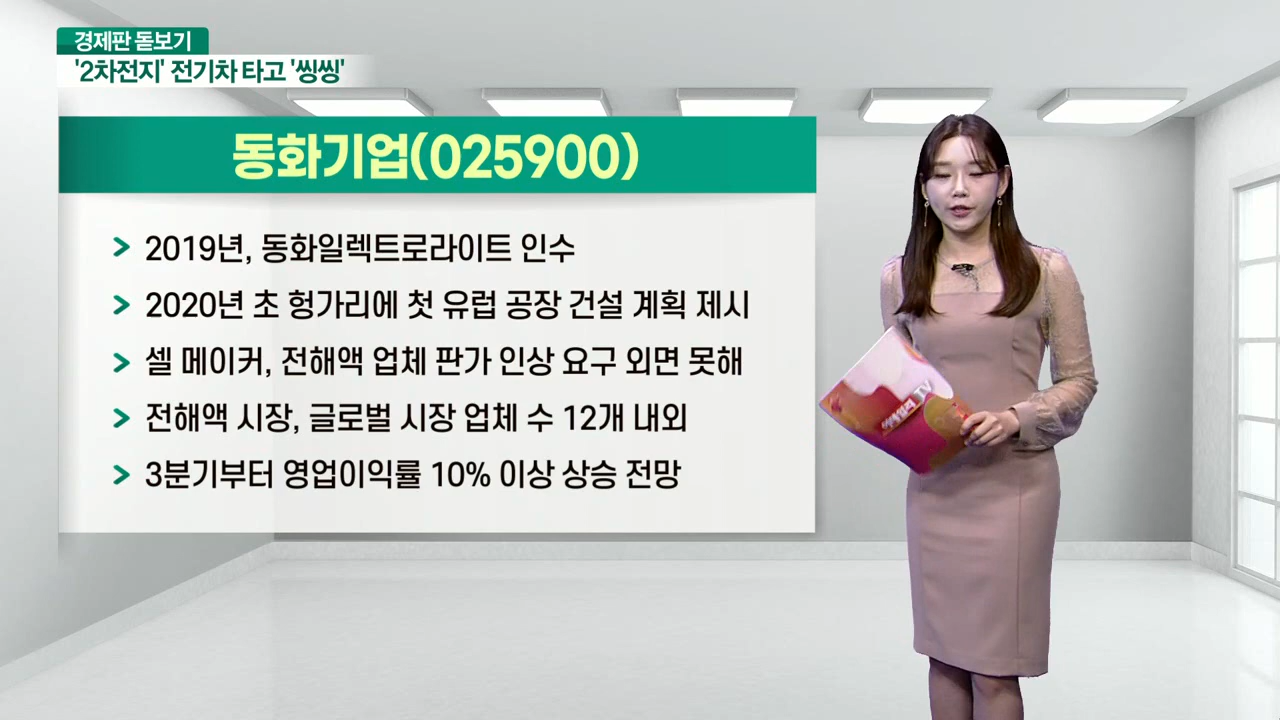 경제판 돋보기
'2차전지' 전기차 타고 '씽씽'
동화기업(025900)
> 2019년, 동화일렉트로라이트 인수
> 2020년 초 헝가리에 첫 유럽 공장 건설 계획 제시
> 셀 메이커, 전해액 업체 판가 인상 요구 외면 못해
> 전해액 시장, 글로벌 시장 업체 수 12개 내외
> 3분기부터 영업이익률 10% 이상 상승 전망
이데일리 TV